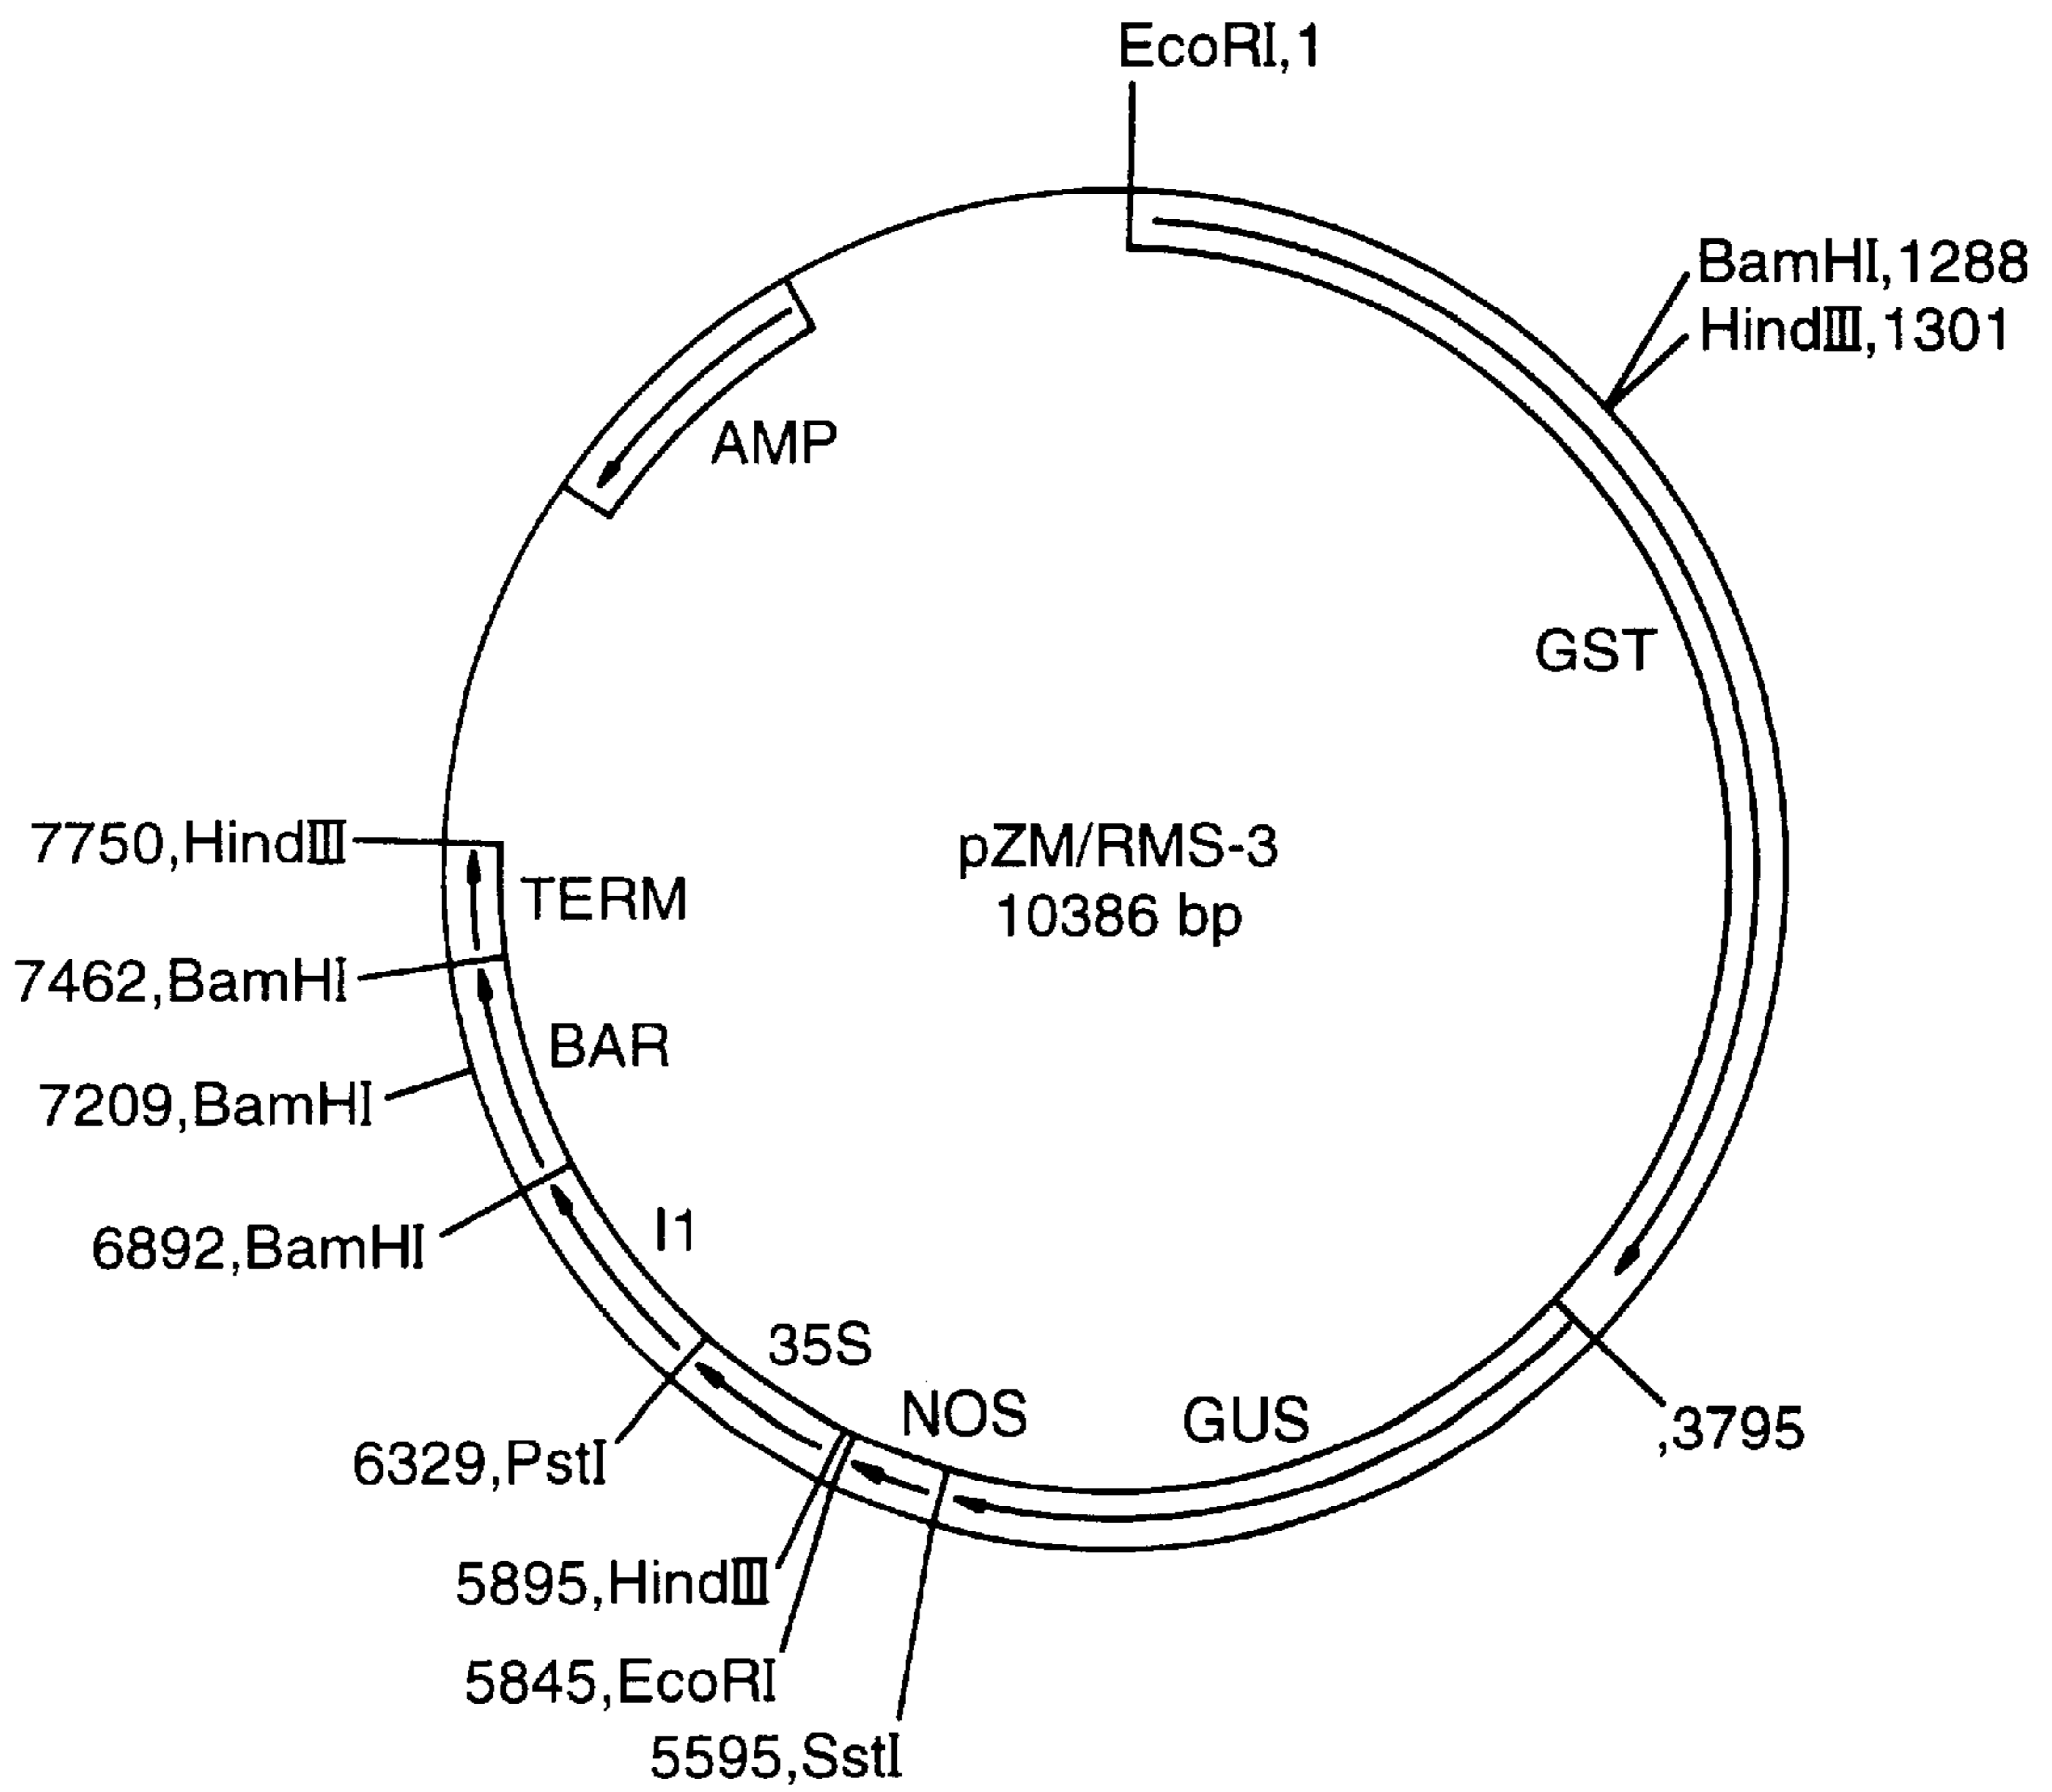 EcoRI,1
BamHI,1288
HindIII,1301
AMP
GST
pZM/RMS-3
10386 bp
7750,HindIII
TERM
7462,BamHI
BAR
7209,BamHI
6892,BamHI
I1
35S
NOS
GUS
,3795
6329,PstI
5895,HindIII
5845,EcoRI
5595,SstI